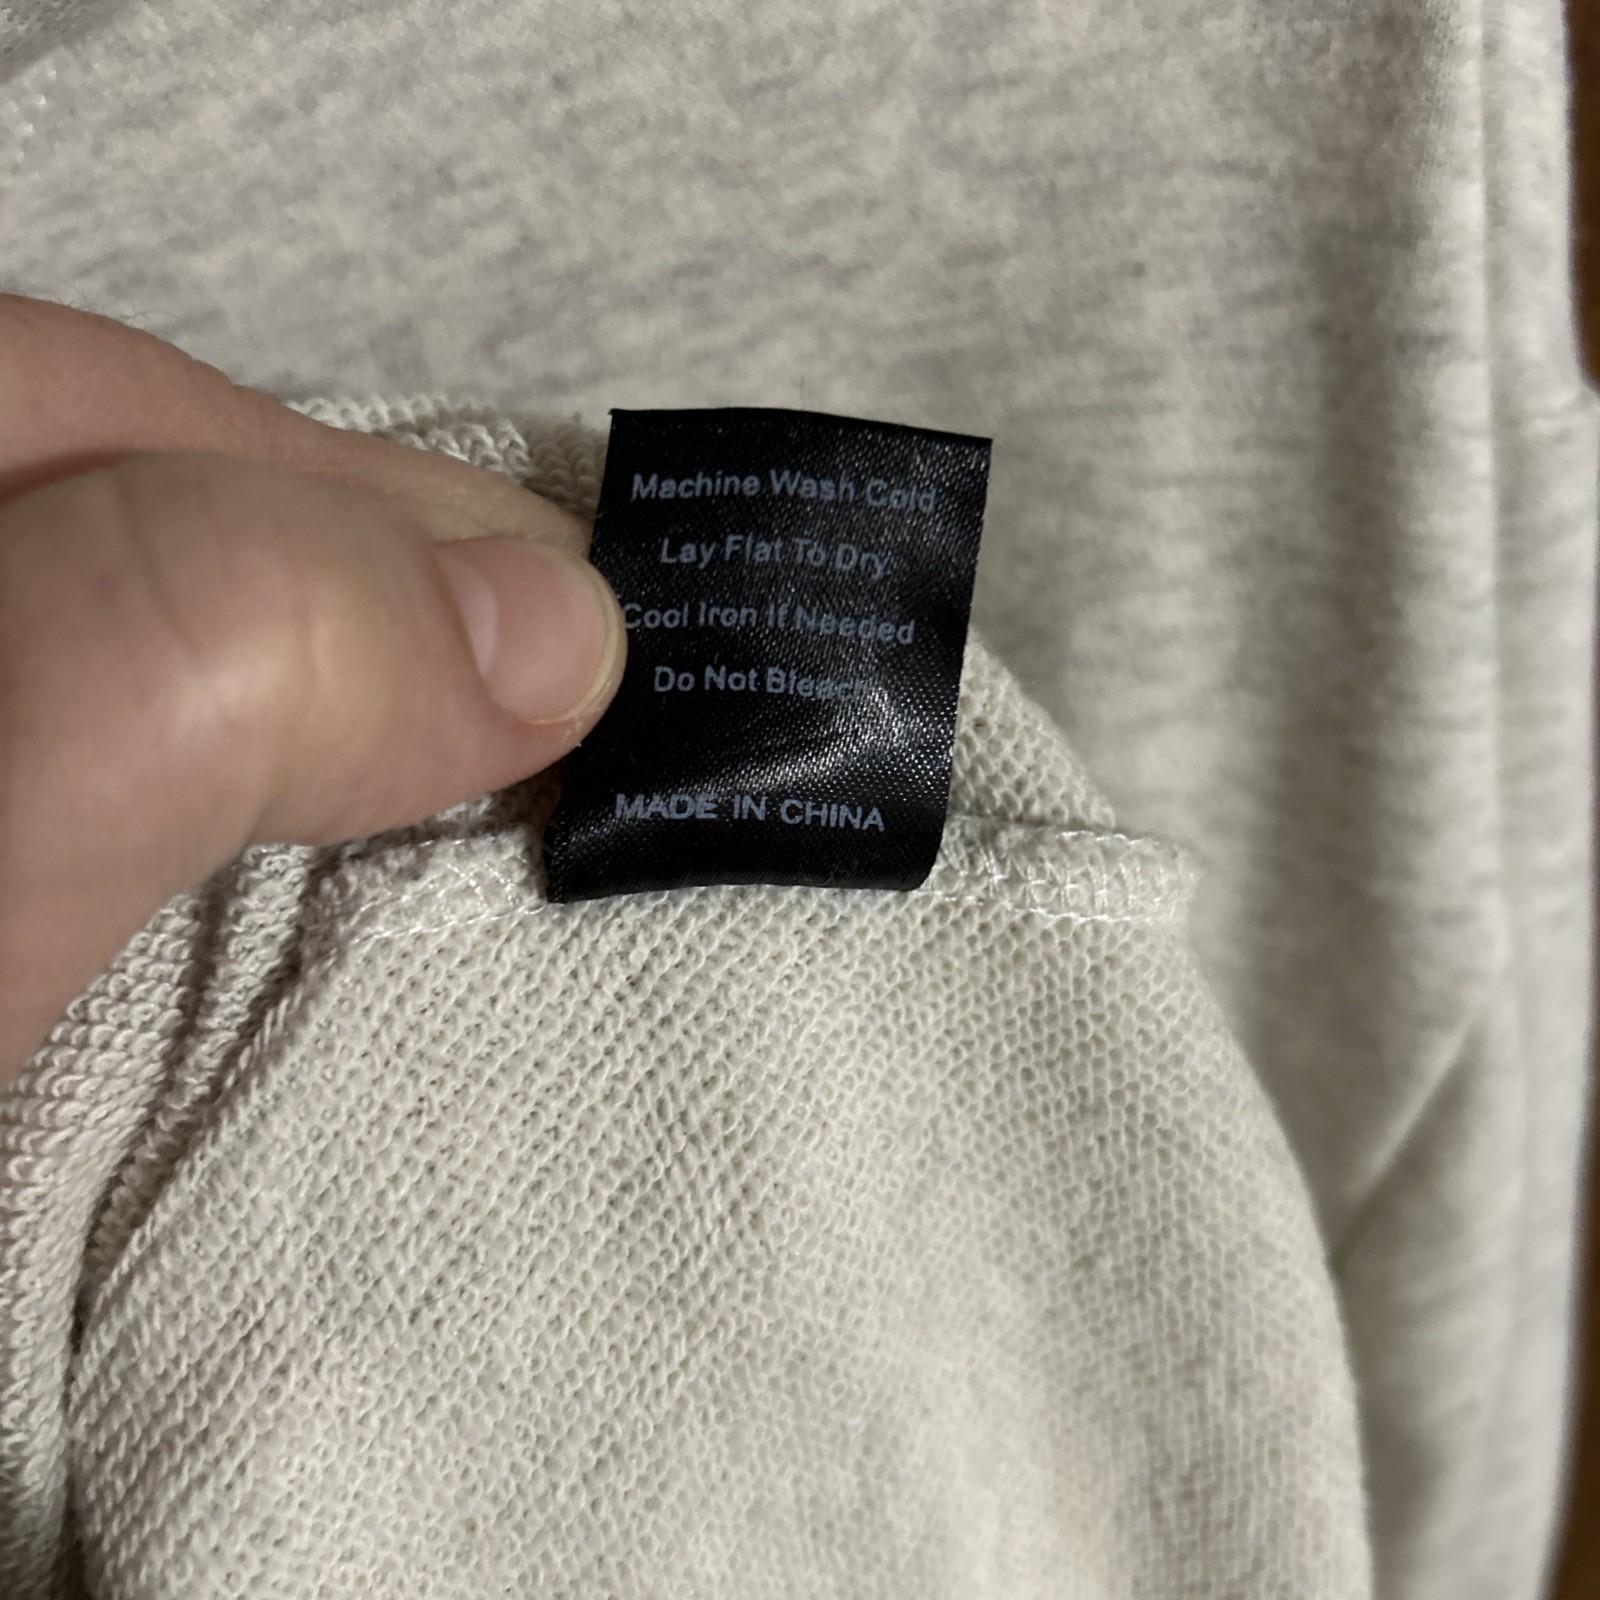 Machine Wash Cold
Lay Flat To Dry
Cool Iron If Needed
Do Not Bleach
MADE IN CHINA